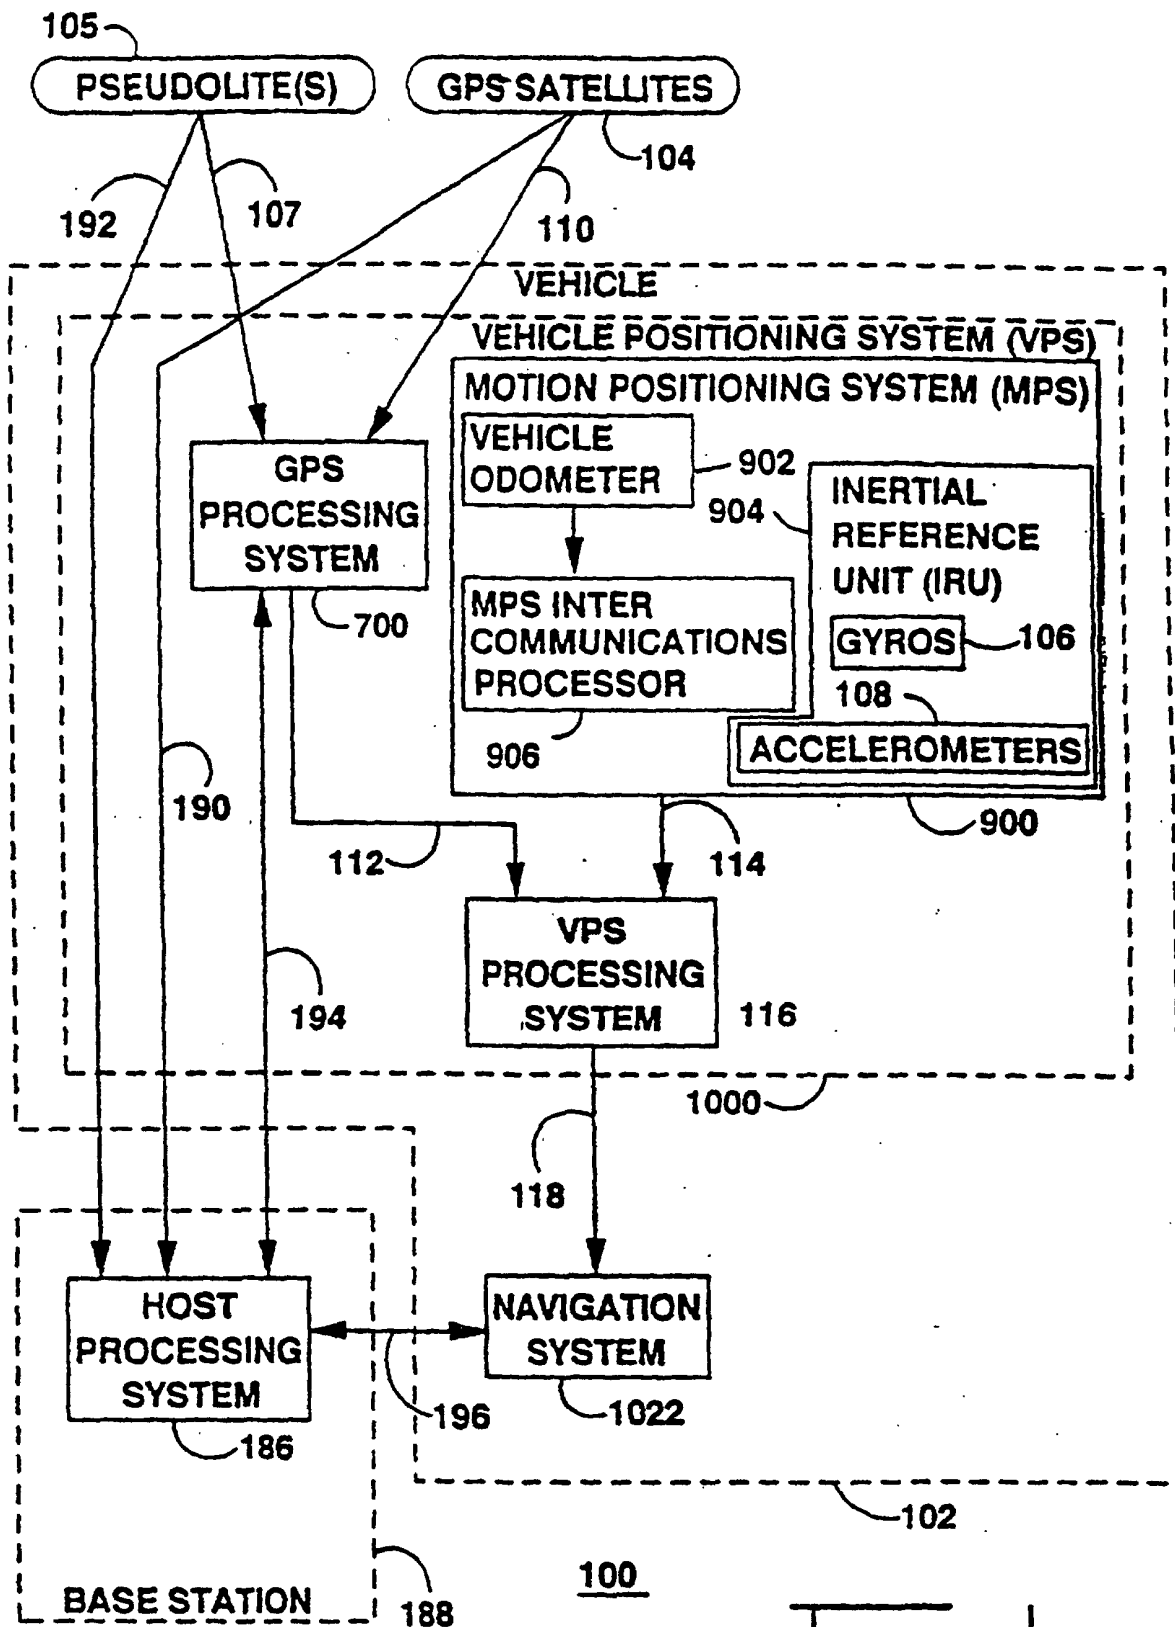 105
PSEUDOLITE(S)
GPS SATELLITES
104
192
107
110
VEHICLE
VEHICLE POSITIONING SYSTEM (VPS)
MOTION POSITIONING SYSTEM (MPS)
VEHICLE
ODOMETER
902
904
INERTIAL
REFERENCE
UNIT (IRU)
GPS
PROCESSING
SYSTEM
700
MPS INTER
COMMUNICATIONS
PROCESSOR
906
GYROS
106
108
ACCELEROMETERS
900
190
112
114
VPS
PROCESSING
SYSTEM
116
194
1000
118
HOST
PROCESSING
SYSTEM
186
NAVIGATION
SYSTEM
1022
196
102
BASE STATION
188
100